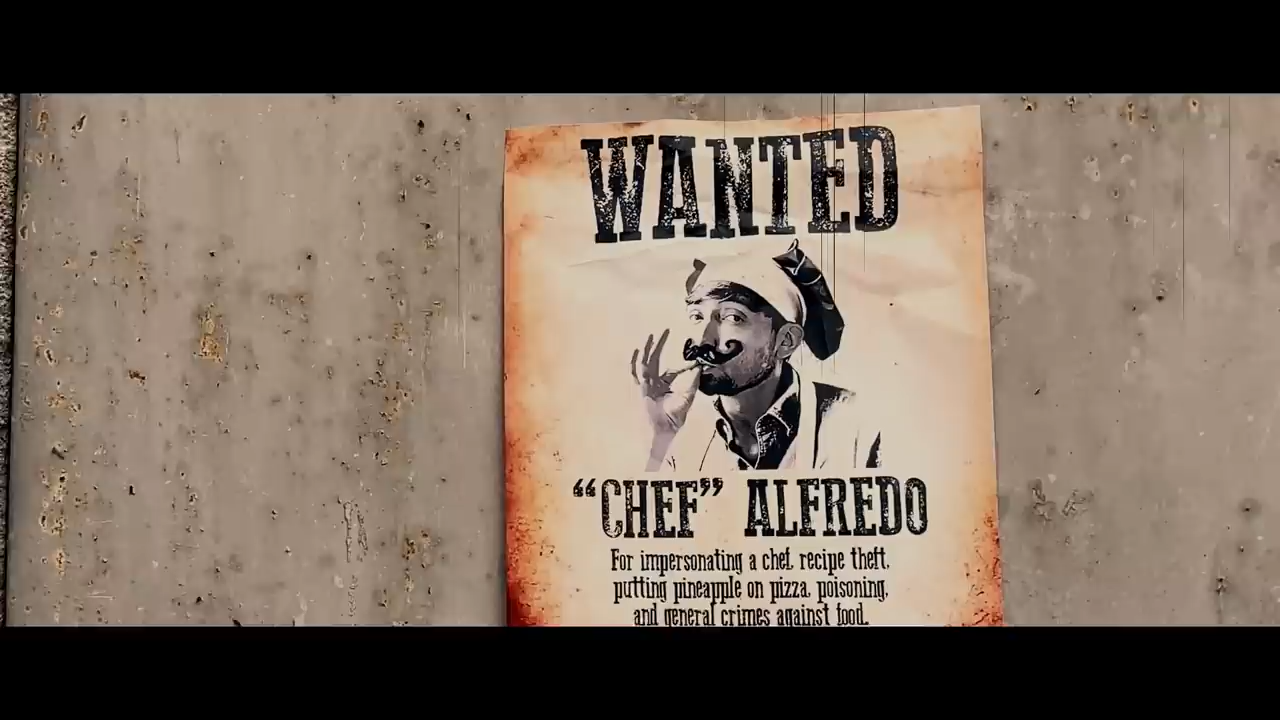 WANTED
“CHEF” ALFREDO
For impersonating a chef, recipe theft,
putting pineapple on pizza, poisoning,
and general crimes against food.